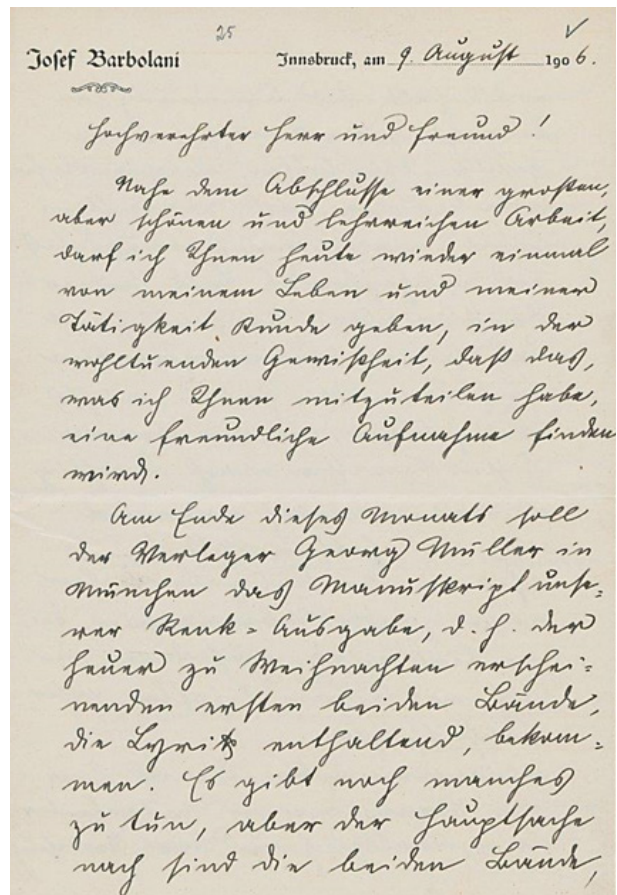 25
Josef Barbolani
Innsbruck, am 9. August 1906.
Hochverehrter Herr und Freund!
Nahe dem Abschlusse einer großen,
aber schönen und lehrreichen Arbeit,
darf ich Ihnen heute wieder einmal
von meinem Leben und meiner
Tätigkeit Kunde geben, in der
wohltuenden Gewißheit, daß das,
was ich Ihnen mitzuteilen habe,
eine freundliche Aufnahme finden
wird.
Am Ende dieses Monats soll
der Verleger Georg Müller in
München das Manuskript unse-
rer Renk-Ausgabe, d. h. der
heuer zu Weihnachten erschei-
nenden ersten beiden Bände,
die Lyrik enthaltend, bekom-
men. Es gibt noch manches
zu tun, aber der Hauptsache
nach sind die beiden Bände,